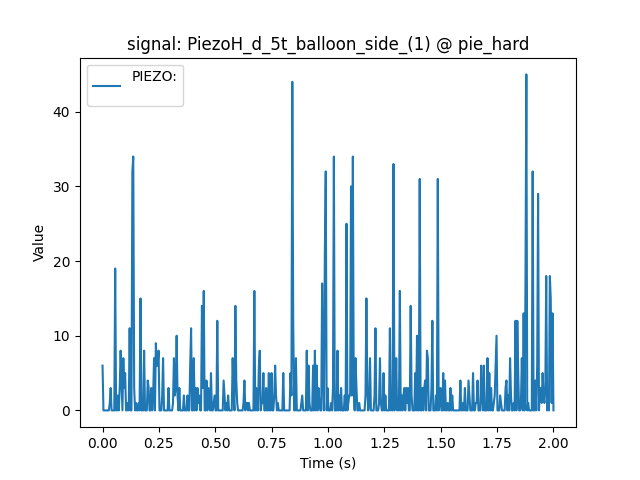 signal: PiezoH_d_5t_balloon_side_(1) @ pie_hard
PIEZO:
Value
40
30
20
10
0
0.00 0.25 0.50 0.75 1.00 1.25 1.50 1.75 2.00
Time (s)